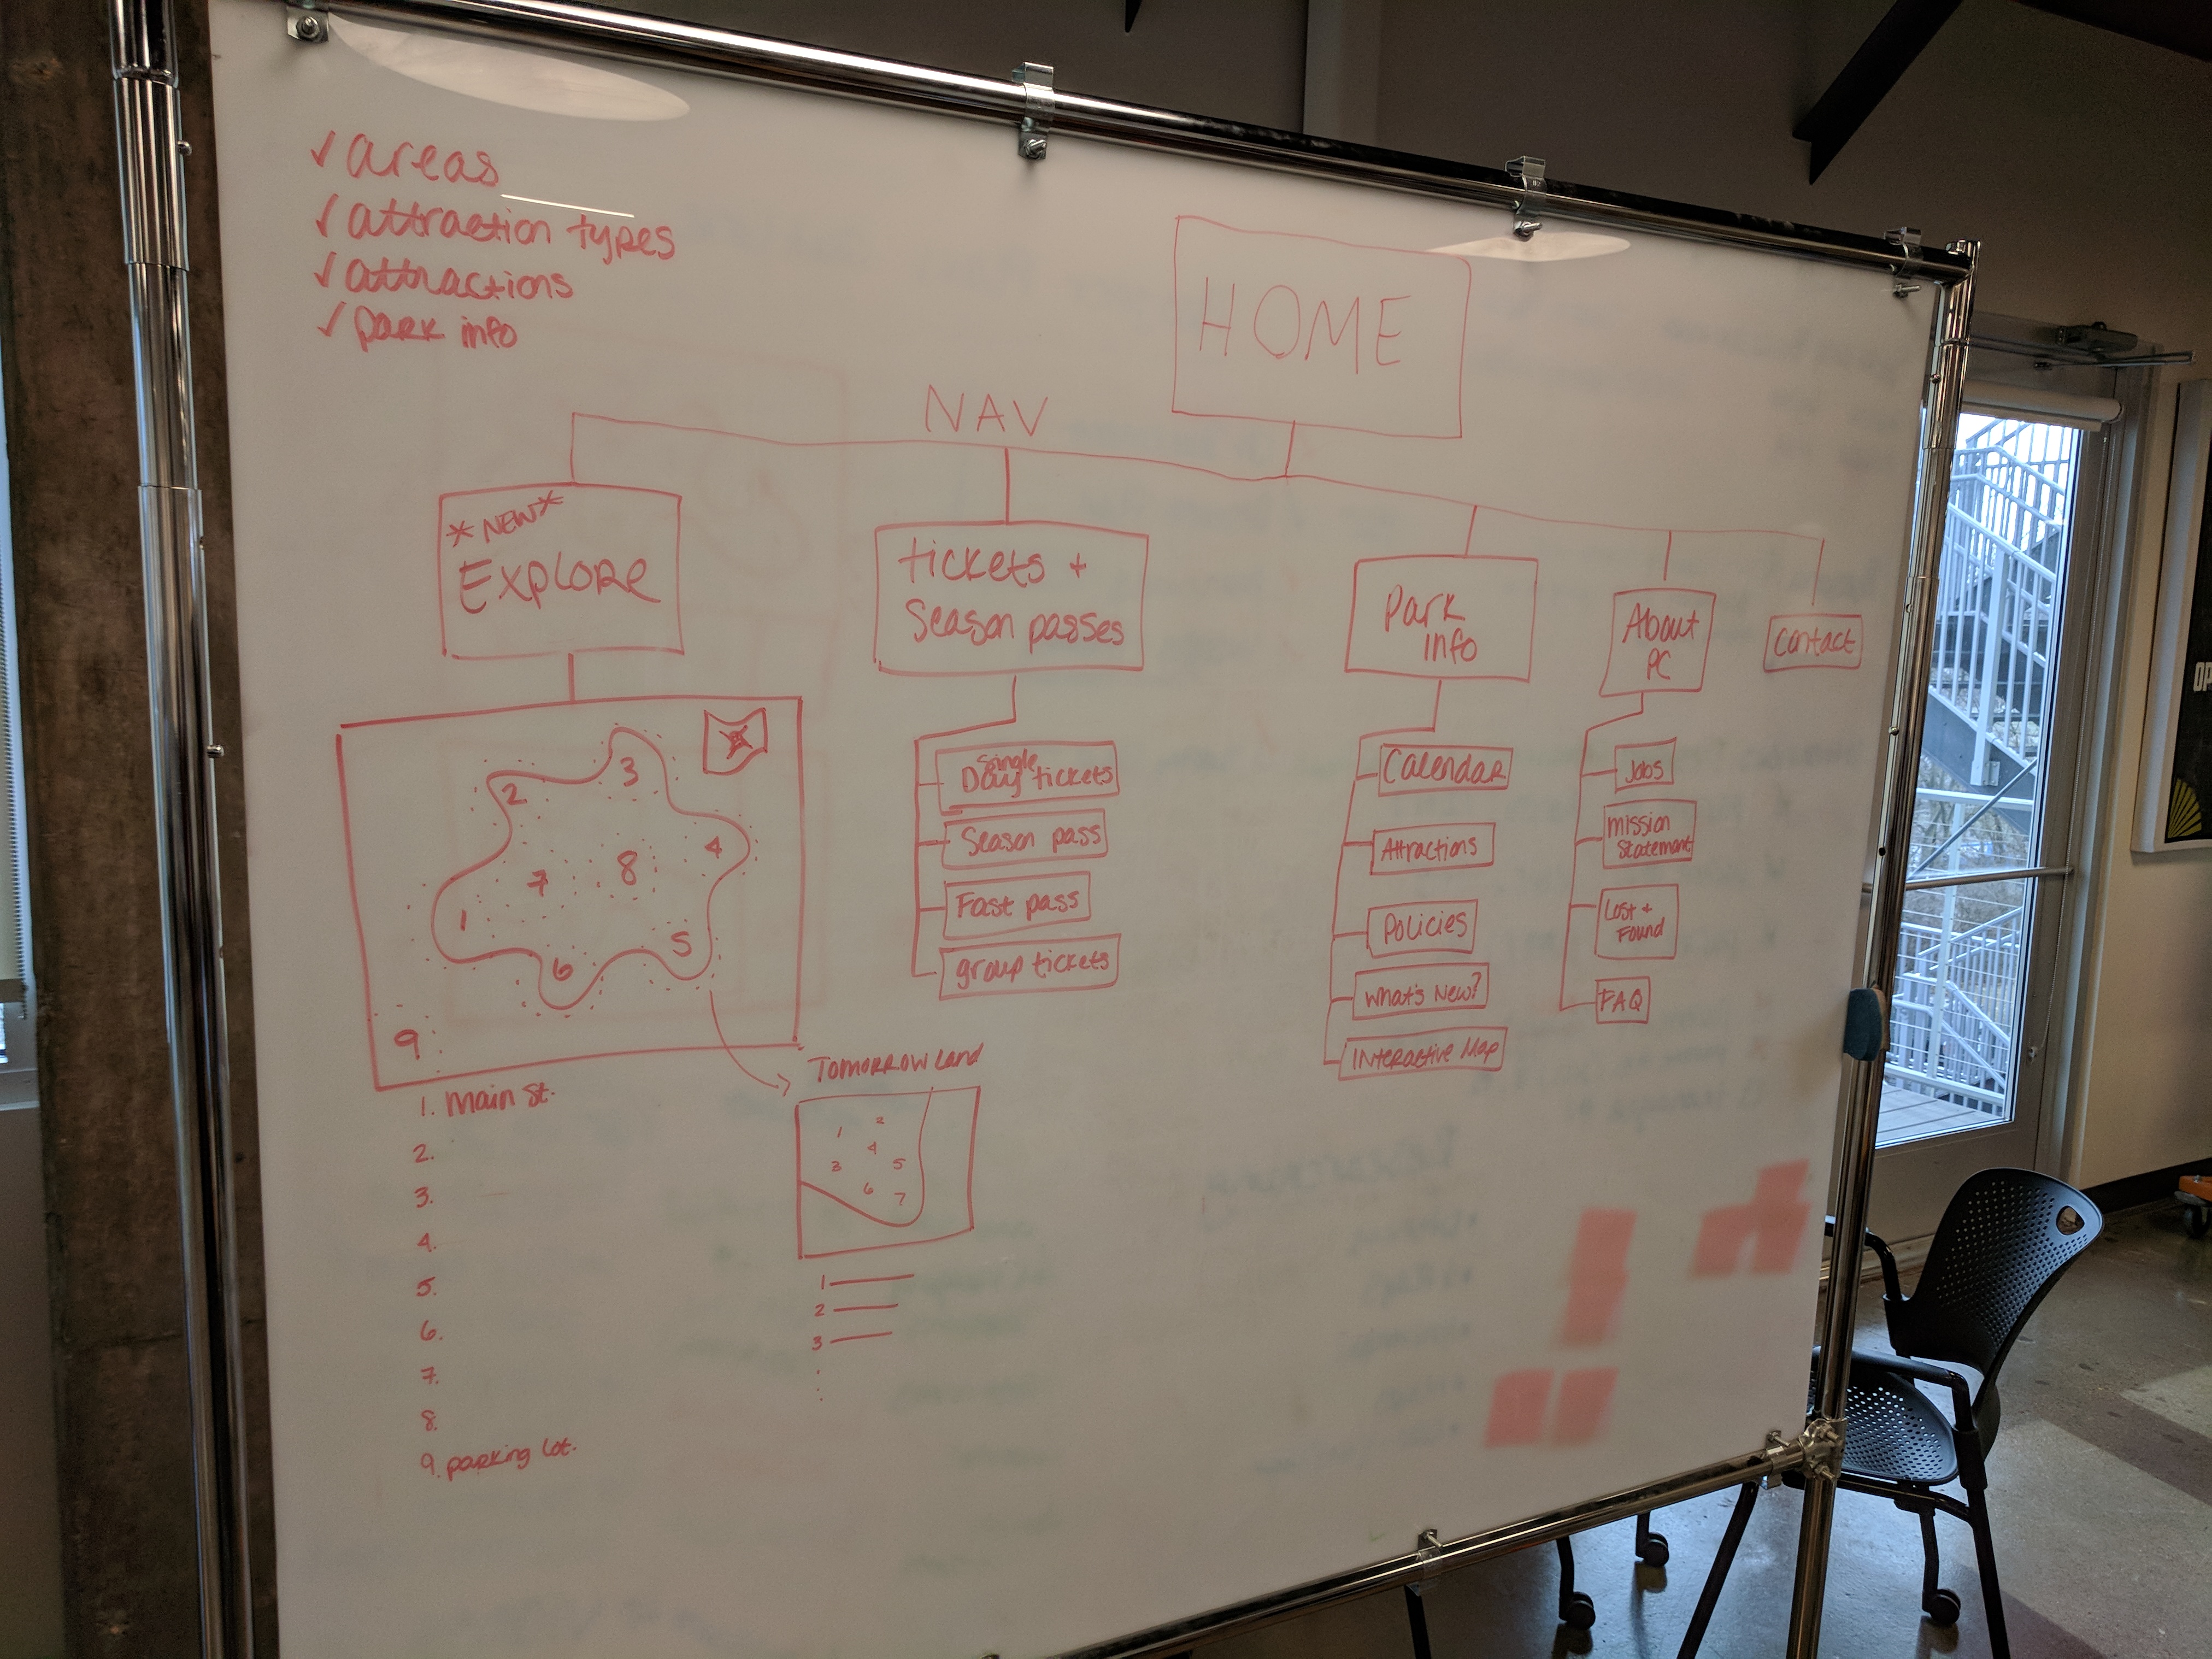 ✓ areas
✓ attraction types
✓ attractions
✓ park info
HOME
NAV
*NEW*
Explore
tickets +
Season passes
Park
info
About
PC
Contact
3
2
4
8
7
1
5
6
9
1. Main St.
2.
3.
4.
5.
6.
7.
8.
9. parking lot.
Tomorrow Land
1 2
4
3 5
6 7
1
2
3
Single
Day tickets
Season pass
Fast pass
group tickets
Calendar
Attractions
Policies
What's New?
Interactive Map
Jobs
Mission
Statement
Lost +
Found
FAQ
OP